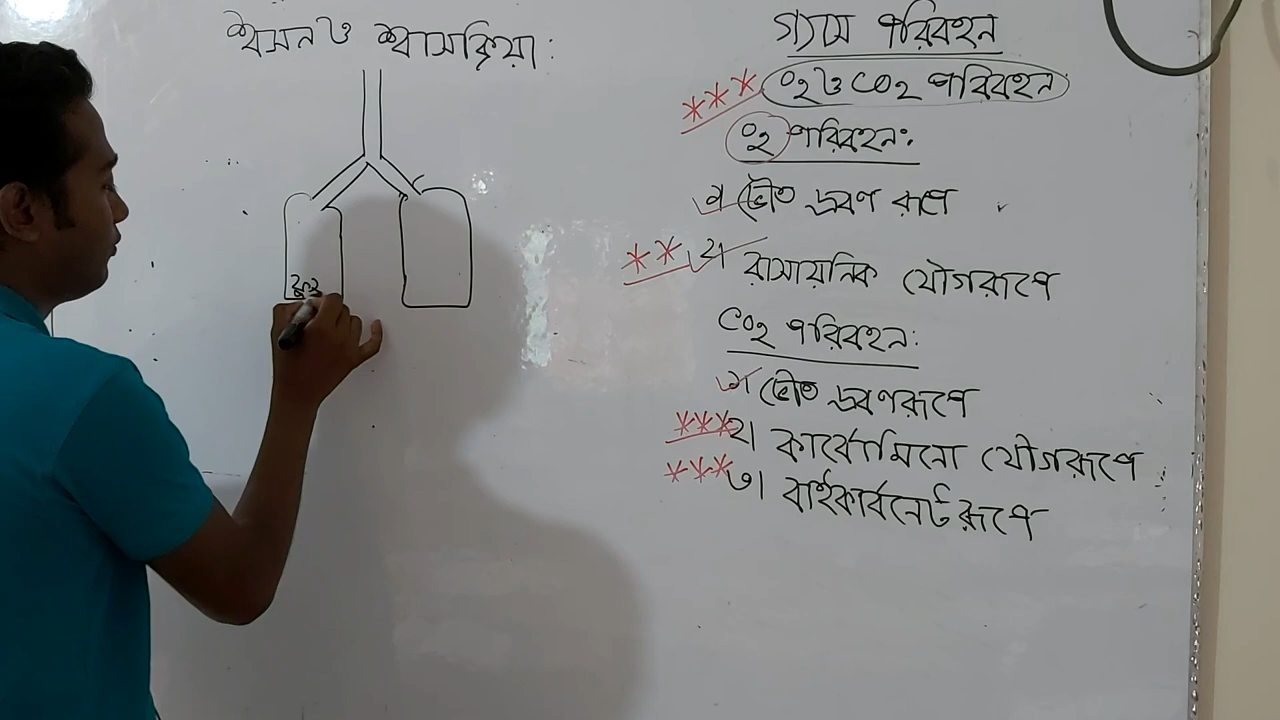 শ্বসন ও শ্বাসক্রিয়া:
গ্যাস পরিবহন
*** O₂ ও CO₂ পরিবহন
O₂ পরিবহন:
১। ভৌত দ্রবণ রূপে
** ২। রাসায়নিক যৌগরূপে
CO₂ পরিবহন:
১। ভৌত দ্রবণরূপে
*** ২। কার্বোমিনো যৌগরূপে
*** ৩। বাইকার্বনেট রূপে